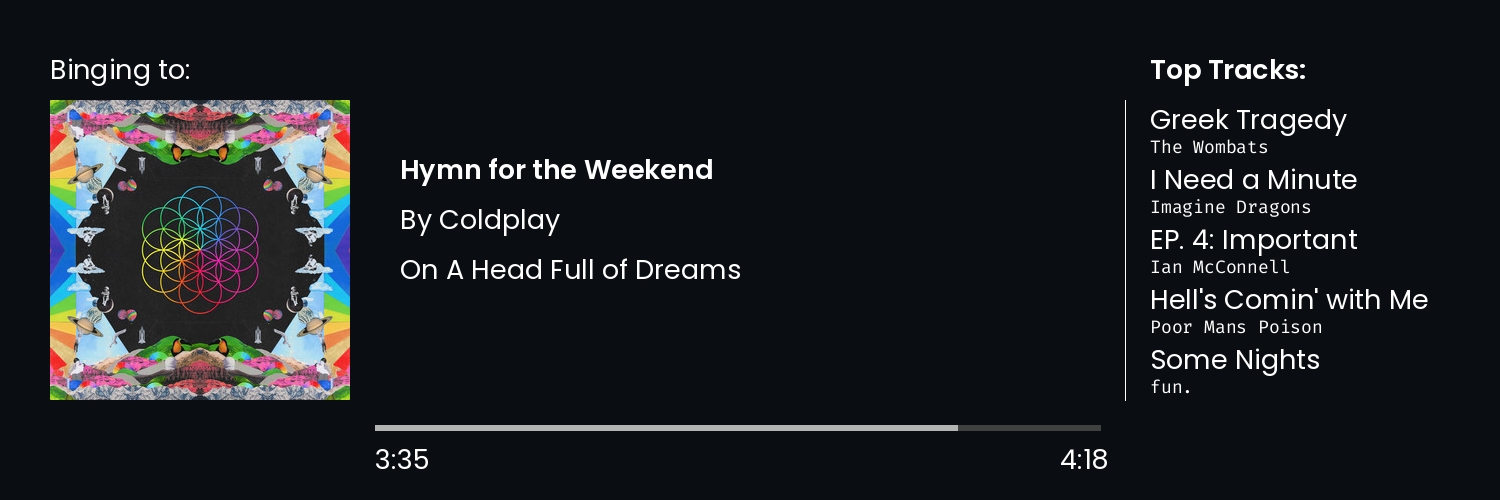 Binging to:
Hymn for the Weekend
By Coldplay
On A Head Full of Dreams
3:35
4:18
Top Tracks:
Greek Tragedy
The Wombats
I Need a Minute
Imagine Dragons
EP. 4: Important
Ian McConnell
Hell's Comin' with Me
Poor Mans Poison
Some Nights
fun.